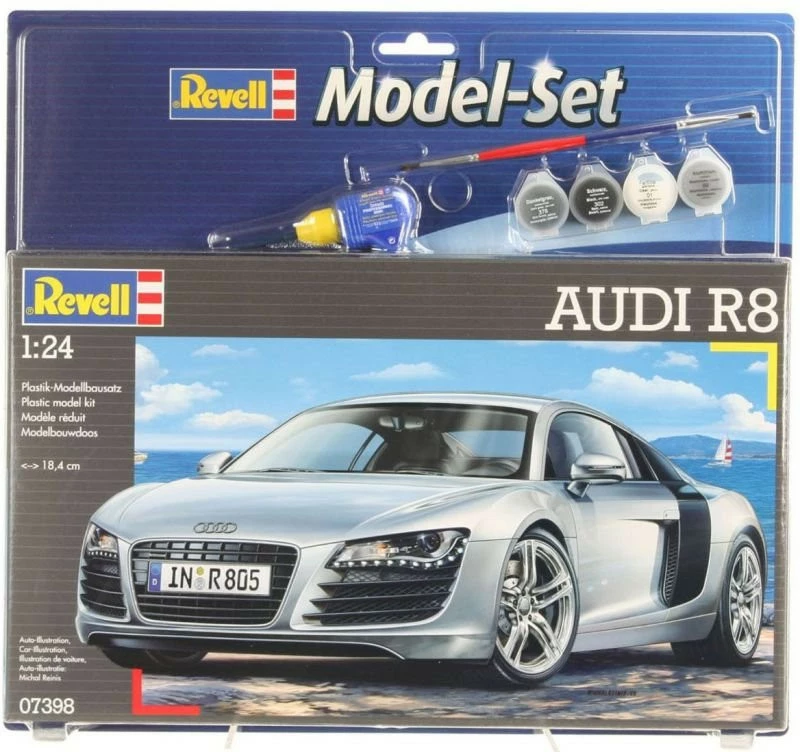 Revell
Model-Set
Revell
AUDI R8
1:24
Plastik-Modellbausatz
Plastic model kit
Modèle réduit
Modelbouwdoos
<--> 18,4 cm
D
IN R 805
Auto-Illustration,
Car-Illustration,
Illustration de voiture,
Auto-illustratie:
Michal Reinis
07398